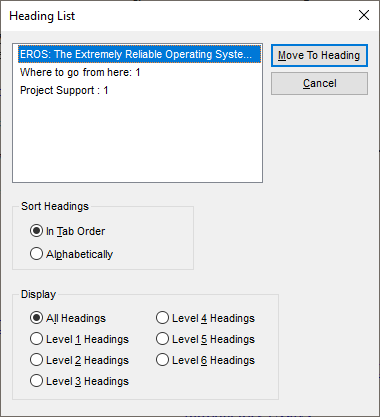 Heading List
EROS: The Extremely Reliable Operating Syste...
Where to go from here: 1
Project Support : 1
Move To Heading
Cancel
Sort Headings
In Tab Order
Alphabetically
Display
All Headings
Level 1 Headings
Level 2 Headings
Level 3 Headings
Level 4 Headings
Level 5 Headings
Level 6 Headings